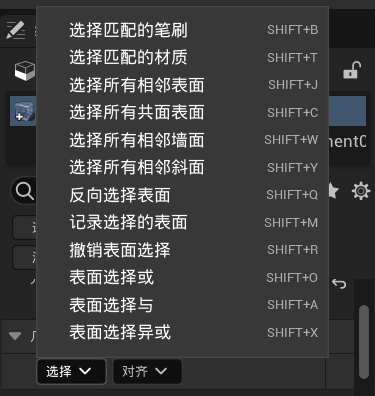 选择匹配的笔刷 SHIFT+B
选择匹配的材质 SHIFT+T
选择所有相邻表面 SHIFT+J
选择所有共面表面 SHIFT+C
选择所有相邻墙面 SHIFT+W
选择所有相邻斜面 SHIFT+Y
反向选择表面 SHIFT+Q
记录选择的表面 SHIFT+M
撤销表面选择 SHIFT+R
表面选择或 SHIFT+O
表面选择与 SHIFT+A
表面选择异或 SHIFT+X
选择 对齐